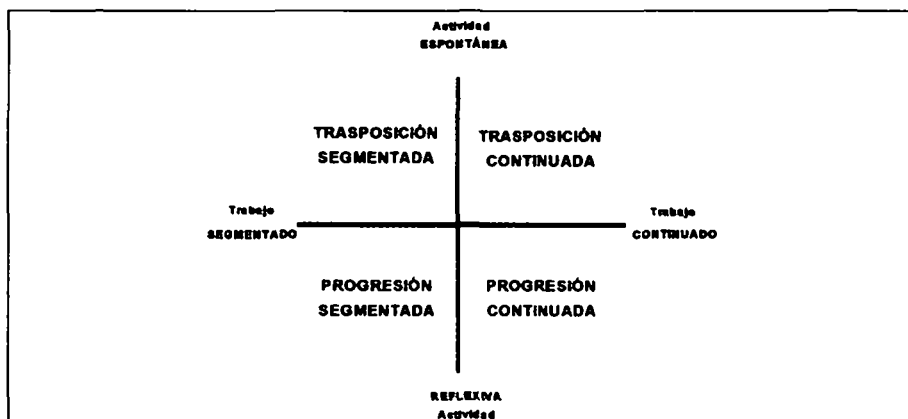 Actividad
ESPONTÁNEA
TRASPOSICIÓN
SEGMENTADA
TRASPOSICIÓN
CONTINUADA
Trabajo
SEGMENTADO
Trabajo
CONTINUADO
PROGRESIÓN
SEGMENTADA
PROGRESIÓN
CONTINUADA
REFLEXIVA
Actividad